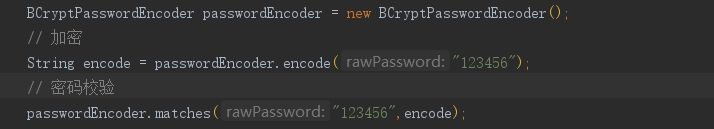 BCryptPasswordEncoder passwordEncoder = new BCryptPasswordEncoder();
// 加密
String encode = passwordEncoder.encode( rawPassword: "123456");
// 密码校验
passwordEncoder.matches( rawPassword: "123456",encode);